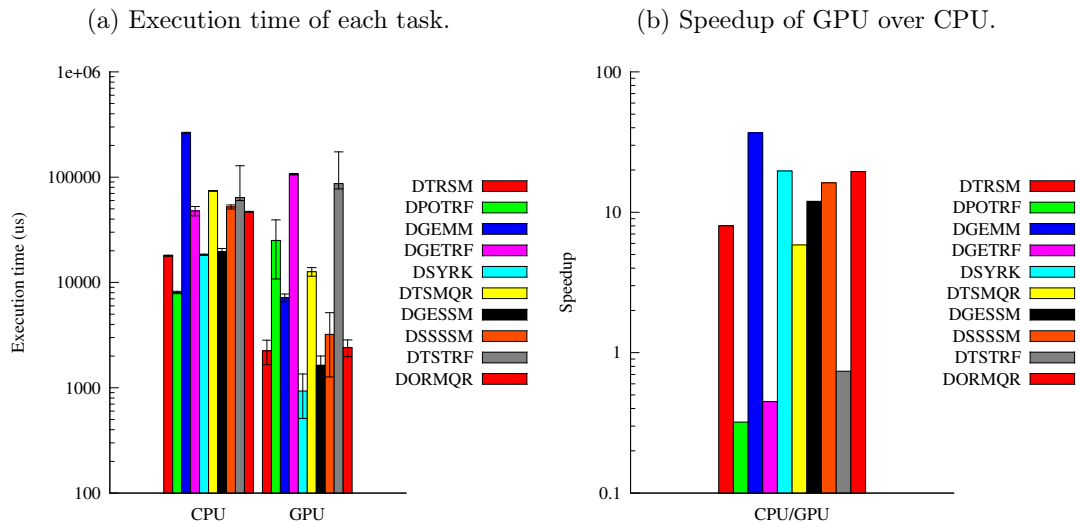 (a) Execution time of each task.
1e+06
100000
10000
1000
100
Execution time (us)
CPU
GPU
DTRSM
DPOTRF
DGEMM
DGETRF
DSYRK
DTSMQR
DGESSM
DSSSSM
DTSTRF
DORMQR
(b) Speedup of GPU over CPU.
100
10
1
0.1
Speedup
CPU/GPU
DTRSM
DPOTRF
DGEMM
DGETRF
DSYRK
DTSMQR
DGESSM
DSSSSM
DTSTRF
DORMQR